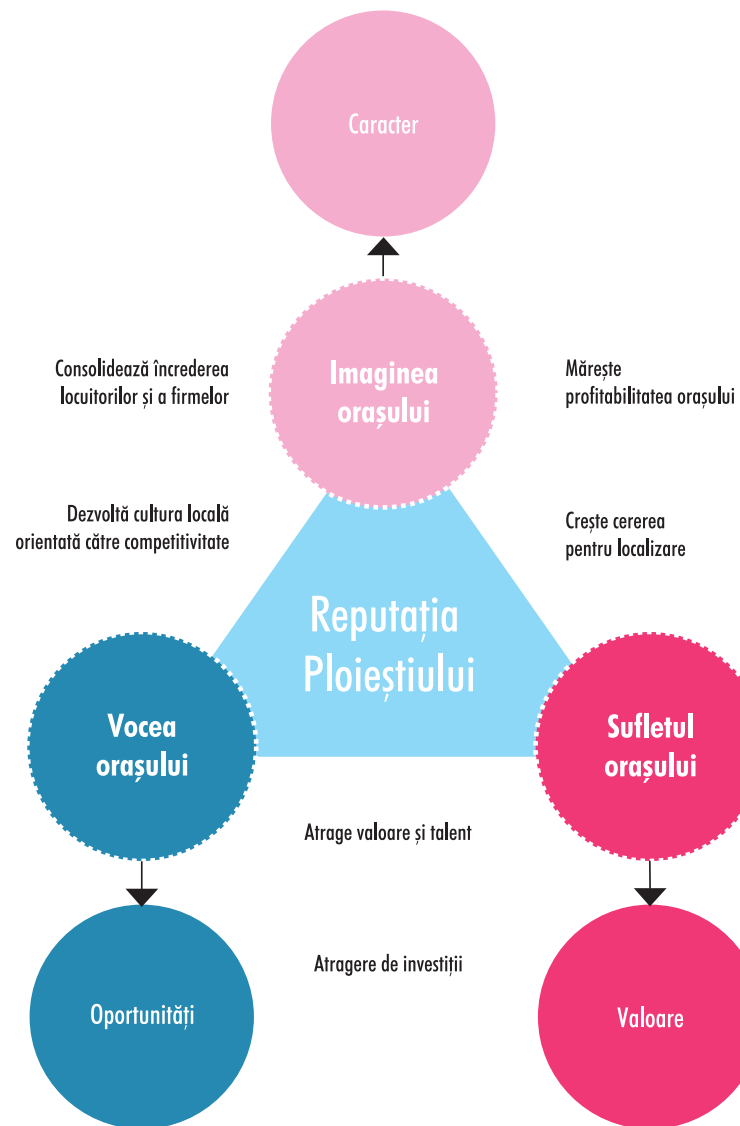 Caracter
Imaginea
orașului
Consolidează încrederea
locuitorilor și a firmelor
Mărește
profitabilitatea orașului
Dezvoltă cultura locală
orientată către competitivitate
Crește cererea
pentru localizare
Reputația
Ploieștiului
Vocea
orașului
Sufletul
orașului
Atrage valoare și talent
Atragere de investiții
Oportunități
Valoare